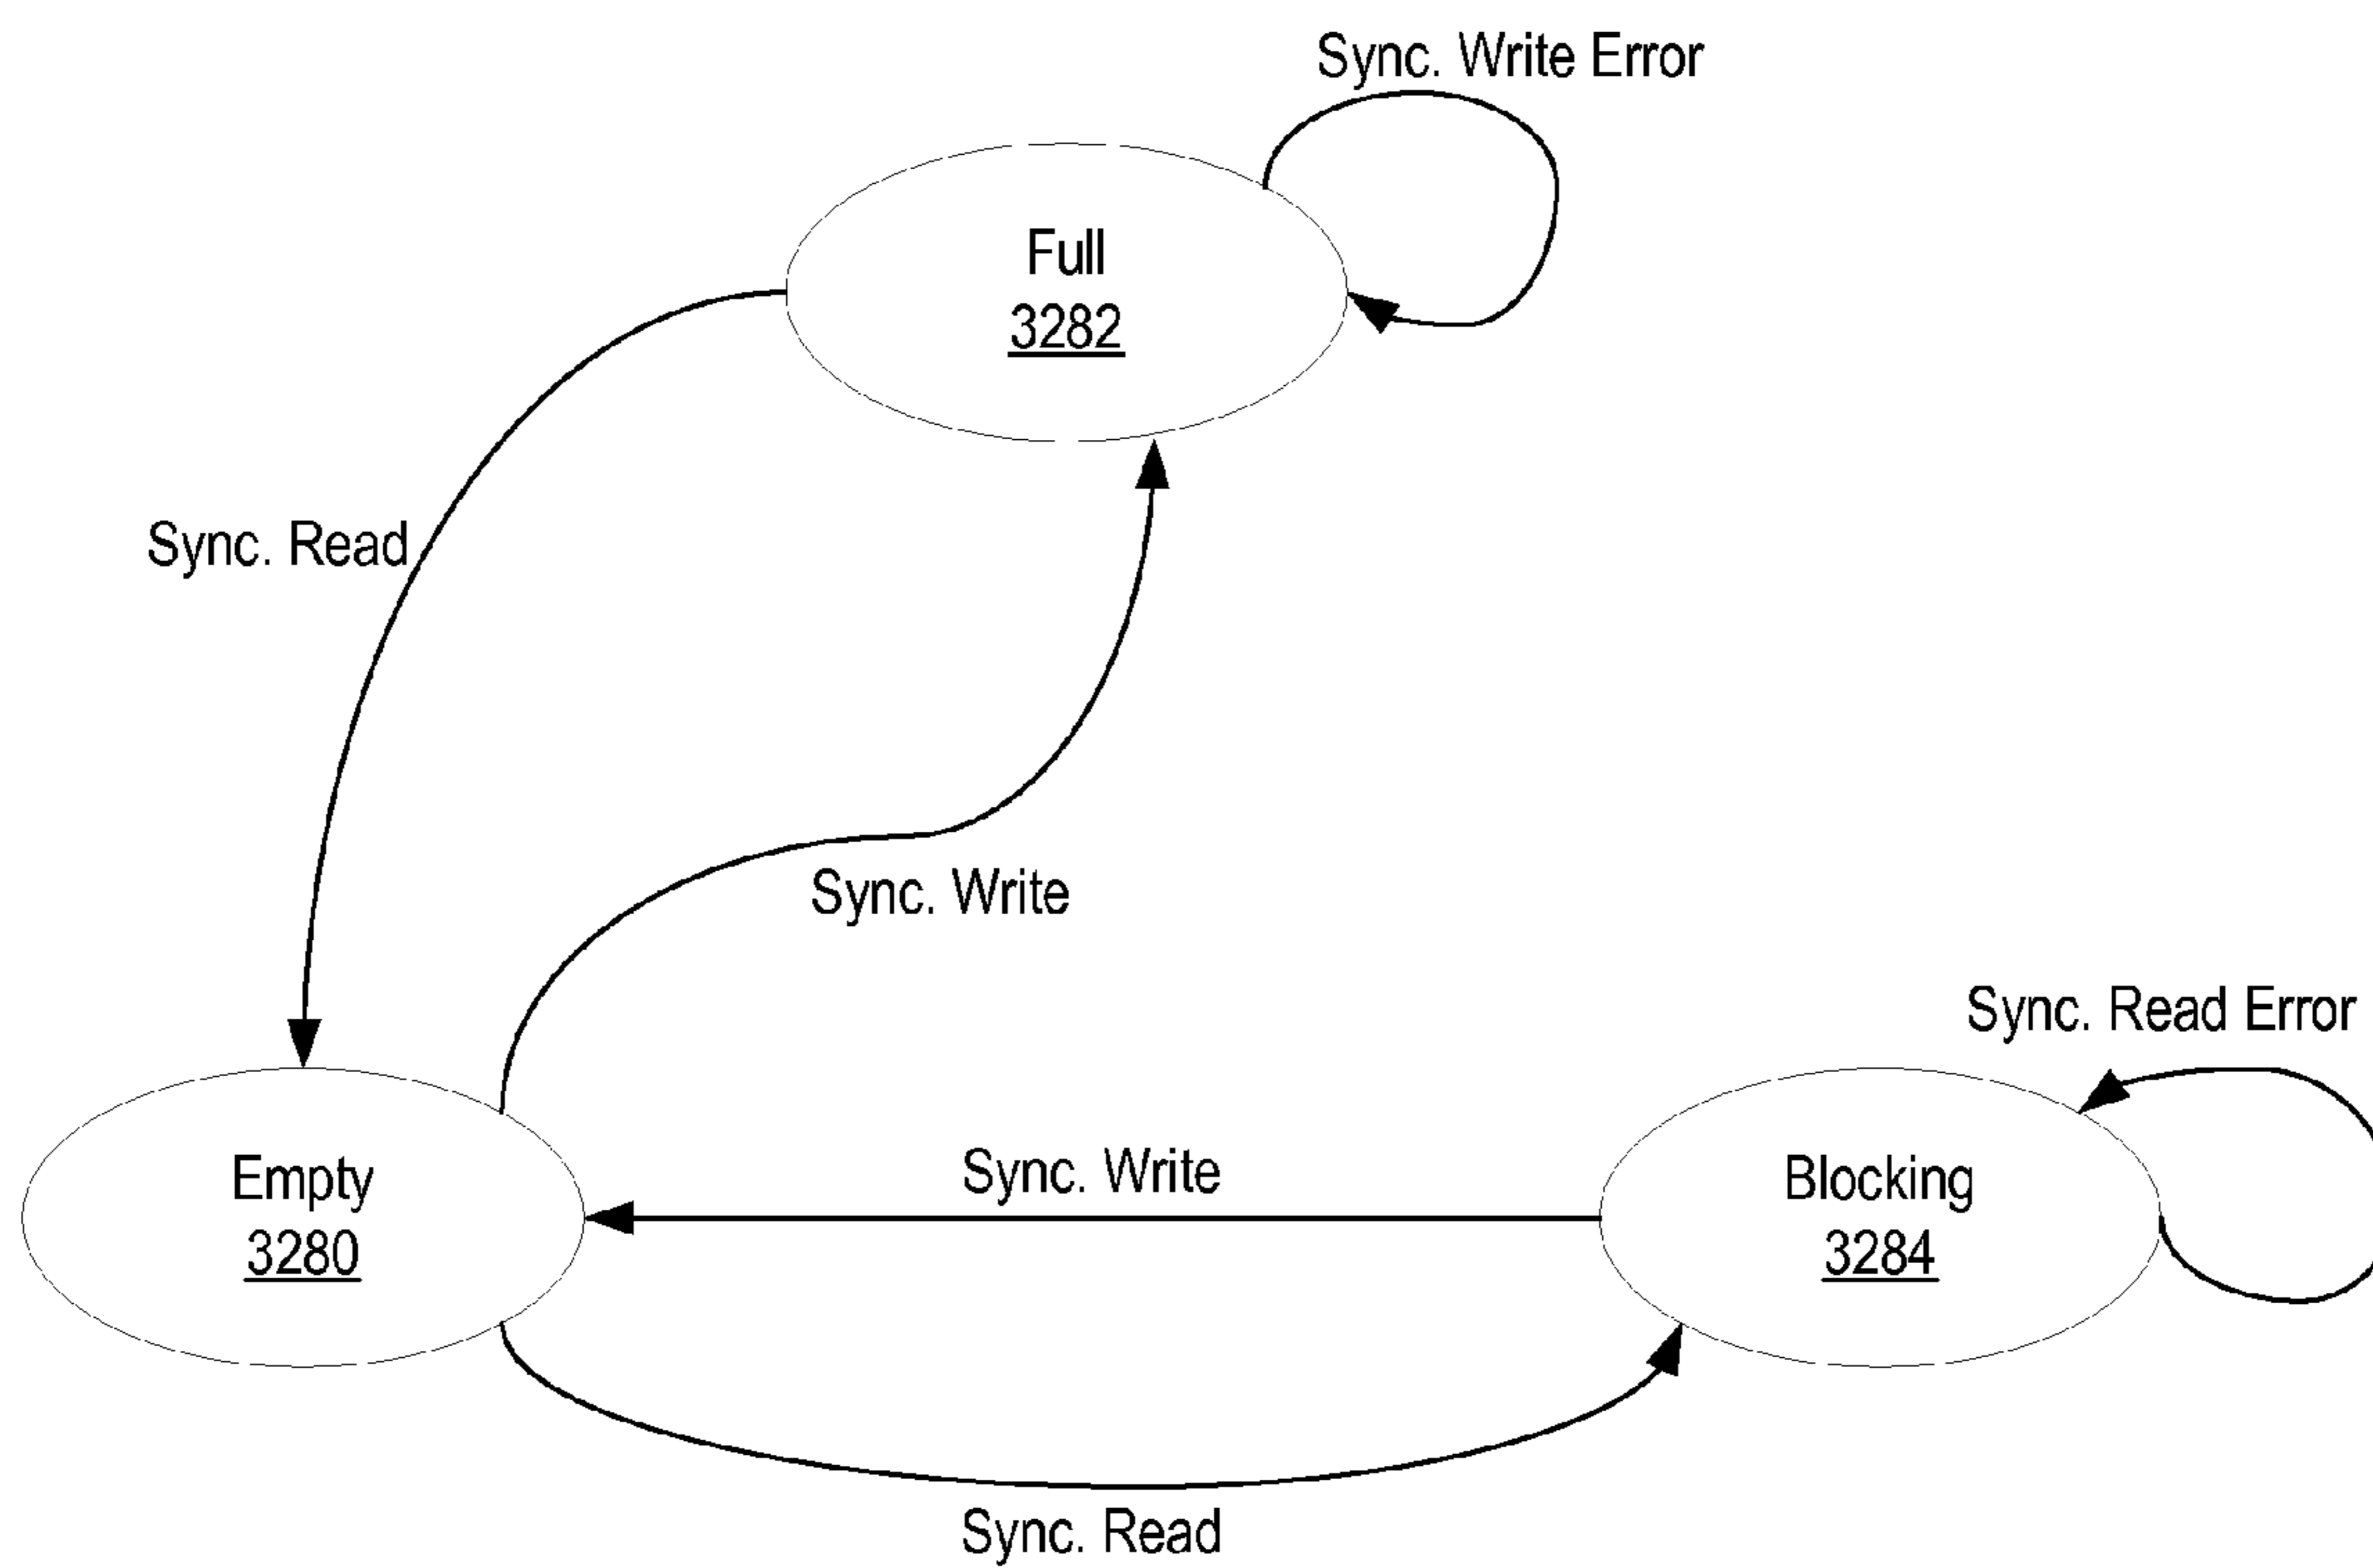 Sync. Write Error
Full
3282
Sync. Read
Sync. Write
Sync. Read Error
Empty
3280
Sync. Write
Blocking
3284
Sync. Read